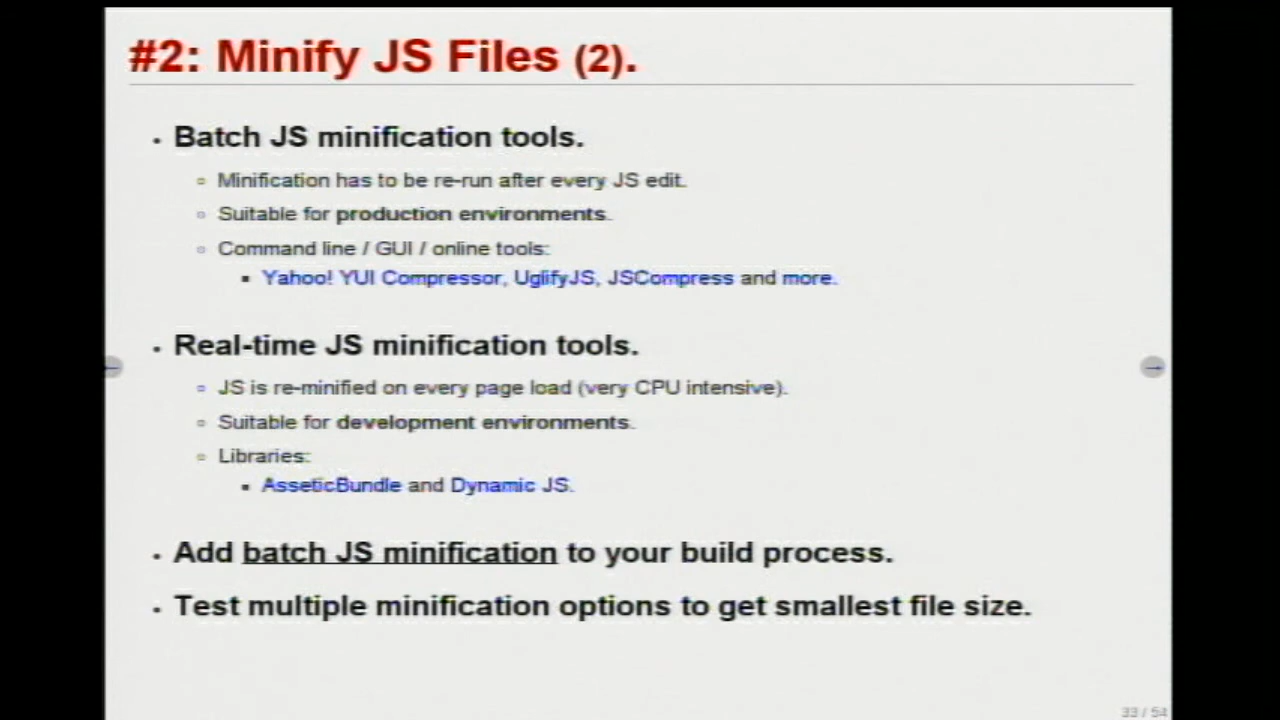 #2: Minify JS Files (2).
Batch JS minification tools.
Minification has to be re-run after every JS edit.
Suitable for production environments.
Command line / GUI / online tools:
Yahoo! YUI Compressor, UglifyJS, JSCompress and more.
Real-time JS minification tools.
JS is re-minified on every page load (very CPU intensive).
Suitable for development environments.
Libraries:
AsseticBundle and Dynamic JS.
Add batch JS minification to your build process.
Test multiple minification options to get smallest file size.
33 / 54